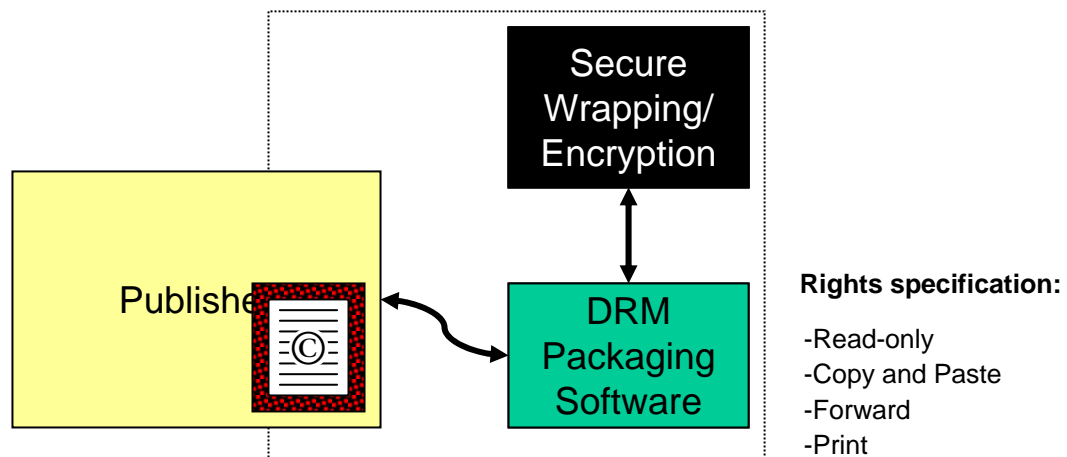 Secure
Wrapping/
Encryption
Publishe
©
DRM
Packaging
Software
Rights specification:
-Read-only
-Copy and Paste
-Forward
-Print